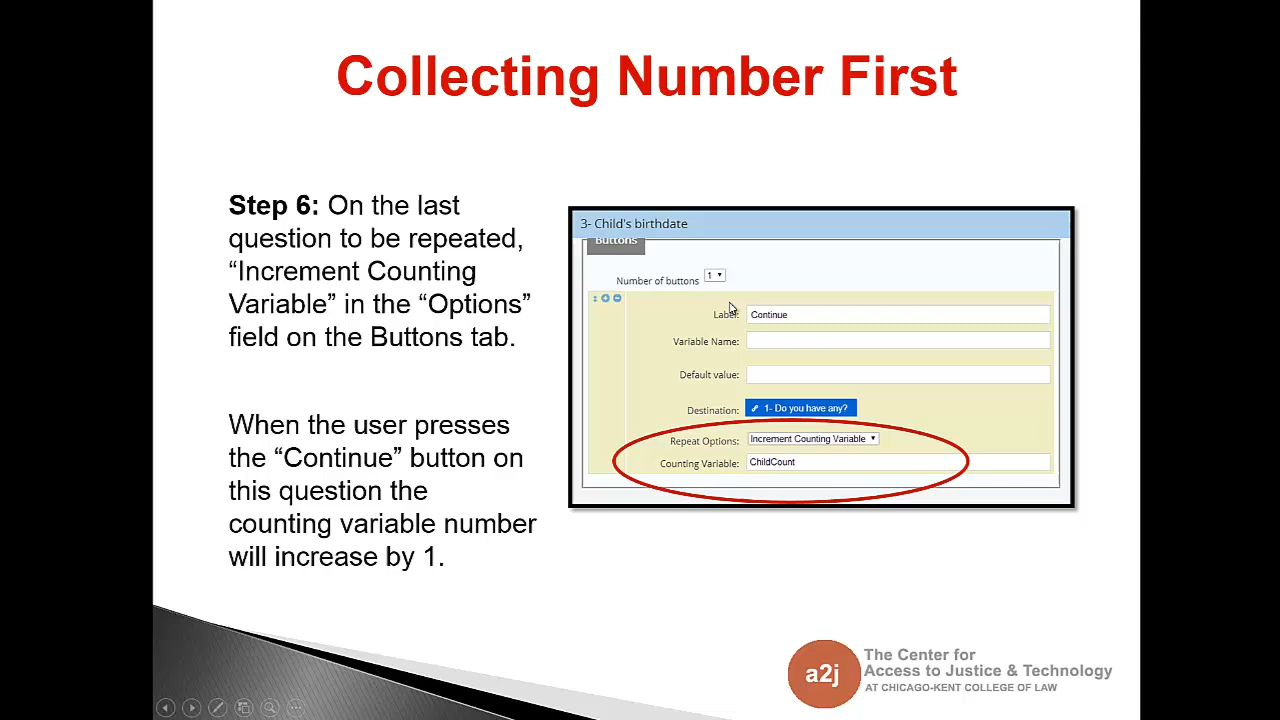 Collecting Number First
Step 6: On the last
question to be repeated,
“Increment Counting
Variable” in the “Options”
field on the Buttons tab.
When the user presses
the “Continue” button on
this question the
counting variable number
will increase by 1.
3- Child's birthdate
Buttons
Number of buttons 1
Label: Continue
Variable Name:
Default value:
Destination: 1- Do you have any?
Repeat Options: Increment Counting Variable
Counting Variable: ChildCount
a2j
The Center for
Access to Justice & Technology
AT CHICAGO-KENT COLLEGE OF LAW